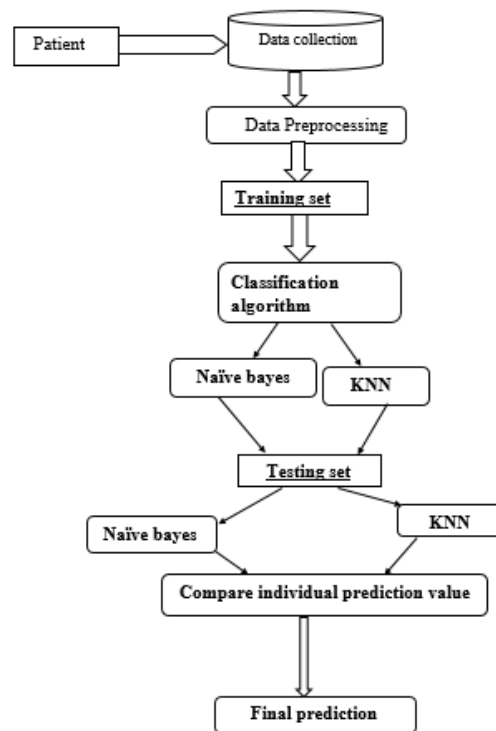 Patient
Data collection
Data Preprocessing
Training set
Classification
algorithm
Naïve bayes
KNN
Testing set
Naïve bayes
KNN
Compare individual prediction value
Final prediction